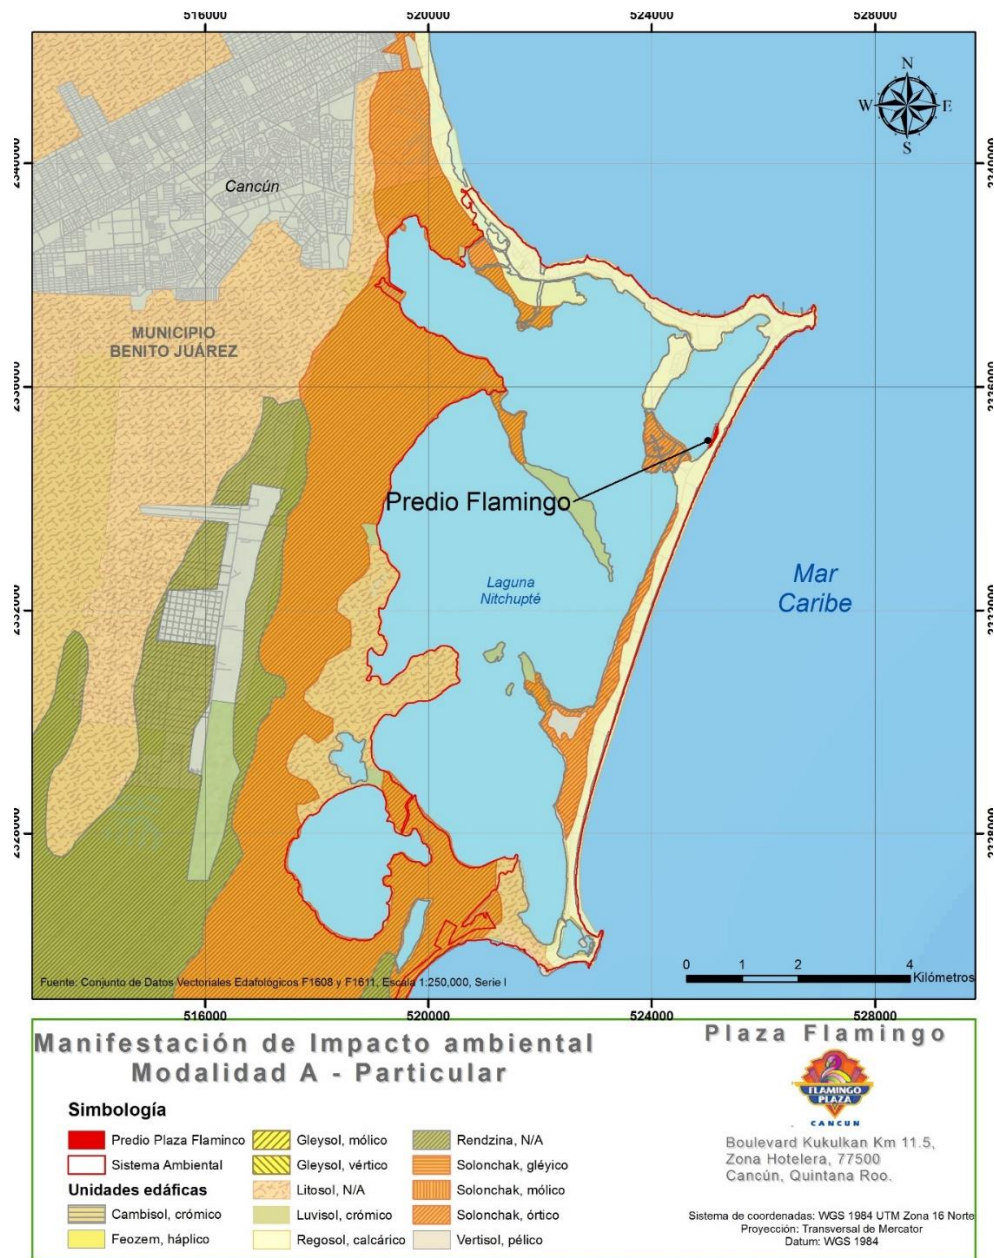 516000
520000
524000
528000
N
W
E
S
2340000
2340000
Cancún
MUNICIPIO
BENITO JUÁREZ
2336000
2336000
Predio Flamingo
Laguna
Nitchupté
Mar
Caribe
2332000
2332000
2328000
2328000
0
1
2
4
Kilómetros
Fuente: Conjunto de Datos Vectoriales Edafológicos F1608 y F1611, Escala 1:250,000, Serie I
516000
520000
524000
528000
Manifestación de Impacto ambiental
Modalidad A - Particular
Simbología
Predio Plaza Flaminco
Sistema Ambiental
Unidades edáficas
Cambisol, crómico
Feozem, háplico
Gleysol, mólico
Gleysol, vértico
Litosol, N/A
Luvisol, crómico
Regosol, calcárico
Rendzina, N/A
Solonchak, gléyico
Solonchak, mólico
Solonchak, órtico
Vertisol, pélico
Plaza Flamingo
FLAMINGO
PLAZA
CANCUN
Boulevard Kukulkan Km 11.5,
Zona Hotelera, 77500
Cancún, Quintana Roo.
Sistema de coordenadas: WGS 1984 UTM Zona 16 Norte
Proyección: Transversal de Mercator
Datum: WGS 1984